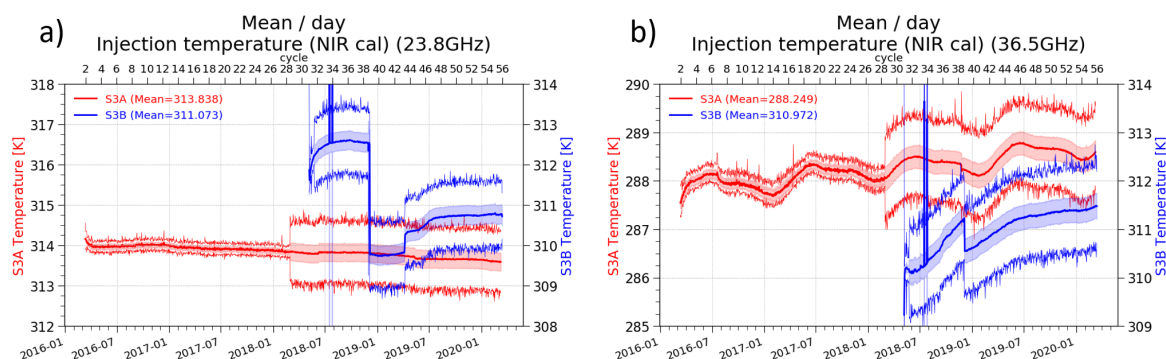 a)
Mean / day
Injection temperature (NIR cal) (23.8GHz)
cycle
2 4 6 8 10 12 14 16 18 20 22 24 26 28 30 32 34 36 38 40 42 44 46 48 50 52 54 56
318
317
316
315
314
313
312
S3A Temperature [K]
S3A (Mean=313.838)
S3B (Mean=311.073)
314
313
312
311
310
309
308
S3B Temperature [K]
2016-01 2016-07 2017-01 2017-07 2018-01 2018-07 2019-01 2019-07 2020-01
b)
Mean / day
Injection temperature (NIR cal) (36.5GHz)
cycle
2 4 6 8 10 12 14 16 18 20 22 24 26 28 30 32 34 36 38 40 42 44 46 48 50 52 54 56
290
289
288
287
286
285
S3A Temperature [K]
S3A (Mean=288.249)
S3B (Mean=310.972)
314
313
312
311
310
309
S3B Temperature [K]
2016-01 2016-07 2017-01 2017-07 2018-01 2018-07 2019-01 2019-07 2020-01